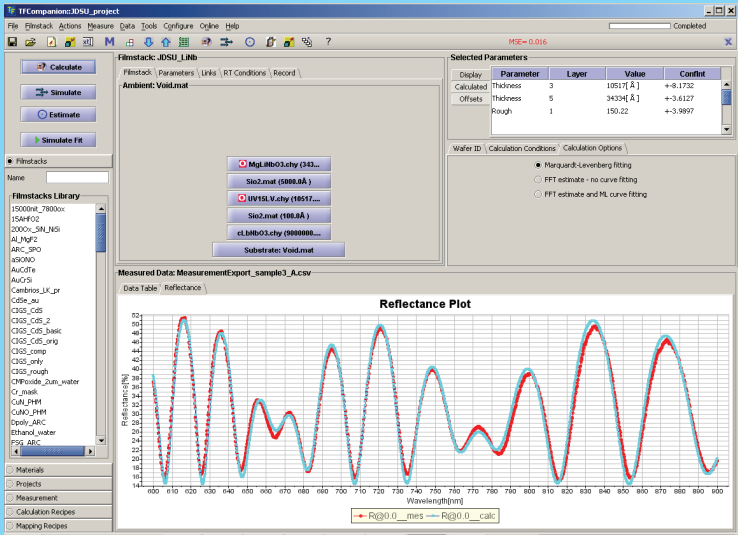 TFCompanion::JDSU_project
File Filmstack Actions Measure Data Tools Configure Online Help
Completed
MSE= 0.016
Calculate
Simulate
Estimate
Simulate Fit
Filmstacks
Name
Filmstacks Library
15000nit_7800ox
15AHfO2
200Ox_SiN_NiSi
Al_MgF2
ARC_SPO
aSiONO
AuCdTe
AuCrSi
Cambrios_LK_pr
CdSe_au
CIGS_CdS
CIGS_CdS_2
CIGS_CdS_basic
CIGS_CdS_orig
CIGS_comp
CIGS_only
CIGS_rough
CMPoxide_2um_water
Cr_mask
CuN_PHM
CuNO_PHM
Dpoly_ARC
Ethanol_water
FSG_ARC
Materials
Projects
Measurement
Calculation Recipes
Mapping Recipes
Filmstack: JDSU_LiNb
Filmstack Parameters Links RT Conditions Record
Ambient: Void.mat
MgLiNbO3.chy (343...
Sio2.mat (5000.0Å )
UV15LV.chy (10517....
Sio2.mat (100.0Å )
cLbNbO3.chy (9000000....
Substrate: Void.mat
Selected Parameters
Display
Calculated
Offsets
Parameter Layer Value ConfInt
Thickness 3 10517[ Å ] +-8.1732
Thickness 5 34334[ Å ] +-3.6127
Rough 1 150.22 +-3.9897
Wafer ID Calculation Conditions Calculation Options
Marquardt-Levenberg fitting
FFT estimate - no curve fitting
FFT estimate and ML curve fitting
Measured Data: MeasurementExport_sample3_A.csv
Data Table Reflectance
Reflectance Plot
Reflectance[%]
52
50
48
46
44
42
40
38
36
34
32
30
28
26
24
22
20
18
16
14
600 610 620 630 640 650 660 670 680 690 700 710 720 730 740 750 760 770 780 790 800 810 820 830 840 850 860 870 880 890 900
Wavelength[nm]
R@0.0__mes R@0.0__calc